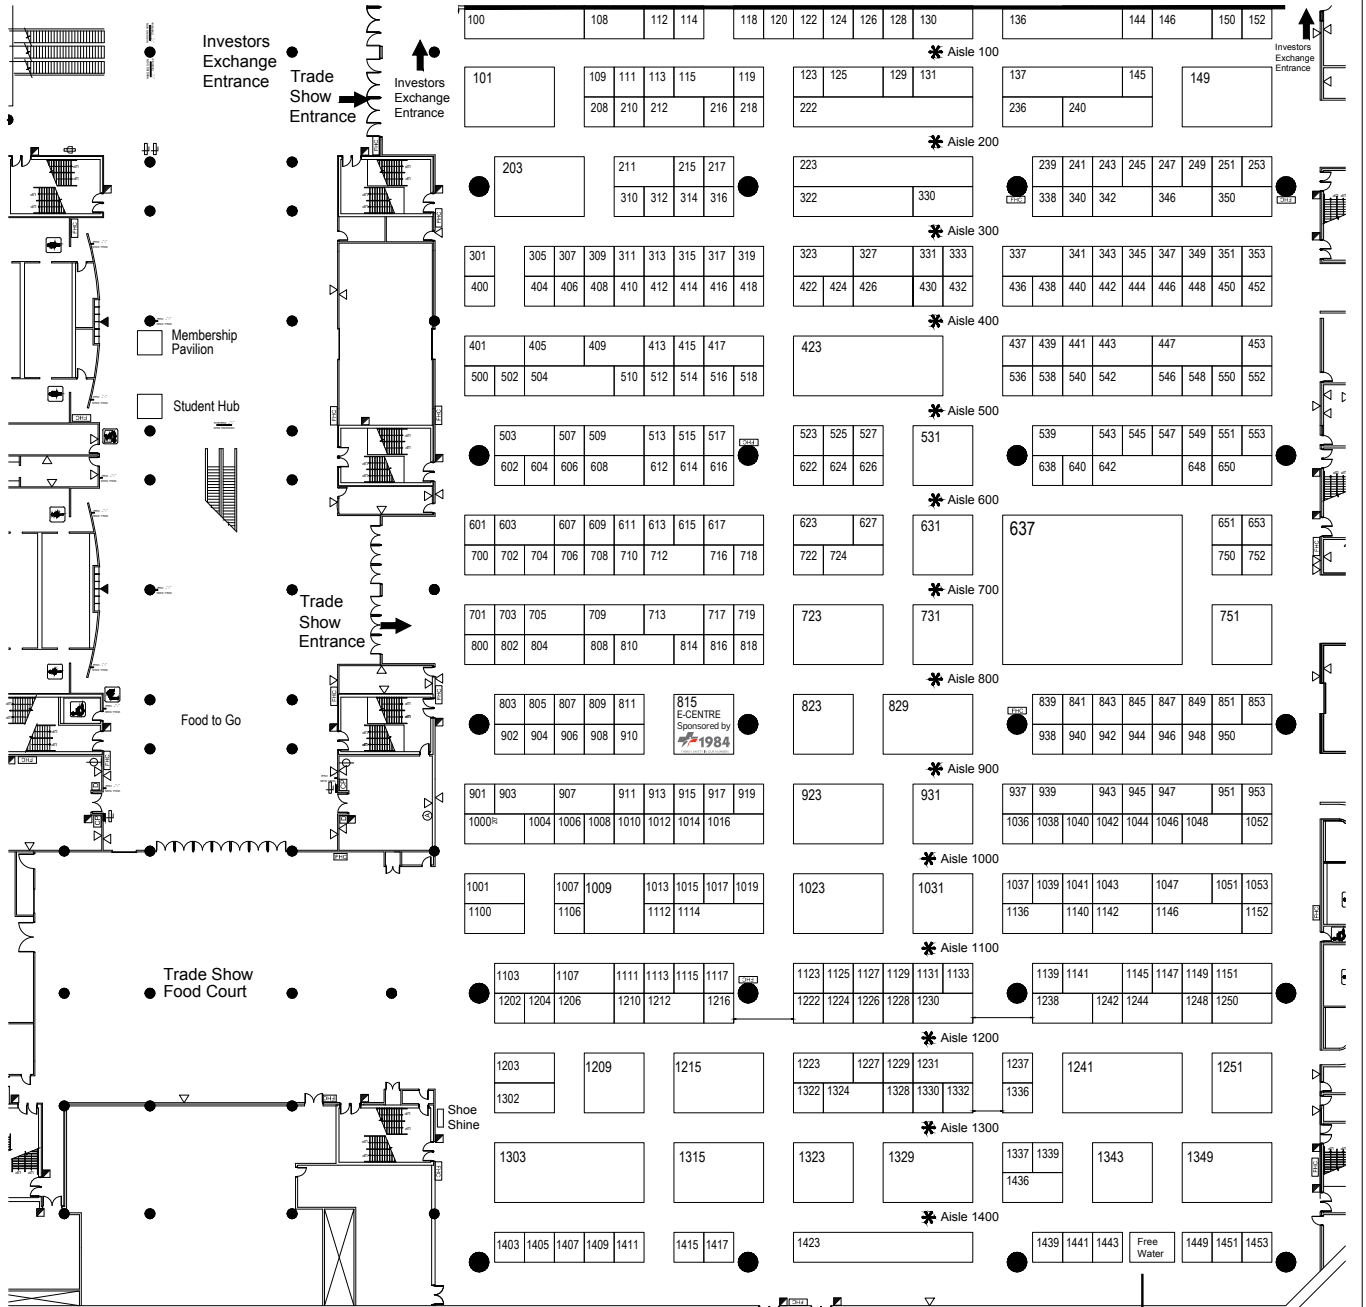 100 108 112 114 118 120 122 124 126 128 130 136 144 146 150 152
Investors
Exchange
Entrance
Trade
Show
Entrance
Investors
Exchange
Entrance
Aisle 100
Investors
Exchange
Entrance
101 109 111 113 115 119 123 125 129 131 137 145 149
208 210 212 216 218 222 236 240
Aisle 200
203 211 215 217 223 239 241 243 245 247 249 251 253
310 312 314 316 322 330 338 340 342 346 350
FHC
Aisle 300
301 305 307 309 311 313 315 317 319 323 327 331 333 337 341 343 345 347 349 351 353
400 404 406 408 410 412 414 416 418 422 424 426 430 432 436 438 440 442 444 446 448 450 452
Aisle 400
Membership
Pavilion
401 405 409 413 415 417 423 437 439 441 443 447 453
500 502 504 510 512 514 516 518 536 538 540 542 546 548 550 552
Student Hub
Aisle 500
503 507 509 513 515 517 523 525 527 531 539 543 545 547 549 551 553
602 604 606 608 612 614 616 622 624 626 638 640 642 648 650
Aisle 600
601 603 607 609 611 613 615 617 623 627 631 637 651 653
700 702 704 706 708 710 712 716 718 722 724 750 752
Aisle 700
Trade
Show
Entrance
701 703 705 709 713 717 719 723 731 751
800 802 804 808 810 814 816 818
Aisle 800
Food to Go
803 805 807 809 811 815 823 829 839 841 843 845 847 849 851 853
E-CENTRE
Sponsored by
1984
902 904 906 908 910 938 940 942 944 946 948 950
Aisle 900
901 903 907 911 913 915 917 919 923 931 937 939 943 945 947 951 953
1000 1004 1006 1008 1010 1012 1014 1016 1036 1038 1040 1042 1044 1046 1048 1052
Aisle 1000
1001 1007 1009 1013 1015 1017 1019 1023 1031 1037 1039 1041 1043 1047 1051 1053
1100 1106 1112 1114 1136 1140 1142 1146 1152
Aisle 1100
Trade Show
Food Court
1103 1107 1111 1113 1115 1117 1123 1125 1127 1129 1131 1133 1139 1141 1145 1147 1149 1151
1202 1204 1206 1210 1212 1216 1222 1224 1226 1228 1230 1238 1242 1244 1248 1250
Aisle 1200
1203 1209 1215 1223 1227 1229 1231 1237 1241 1251
1302 1322 1324 1328 1330 1332 1336
Shoe
Shine
Aisle 1300
1303 1315 1323 1329 1337 1339 1343 1349
1436
Aisle 1400
1403 1405 1407 1409 1411 1415 1417 1423 1439 1441 1443 1449 1451 1453
Free
Water